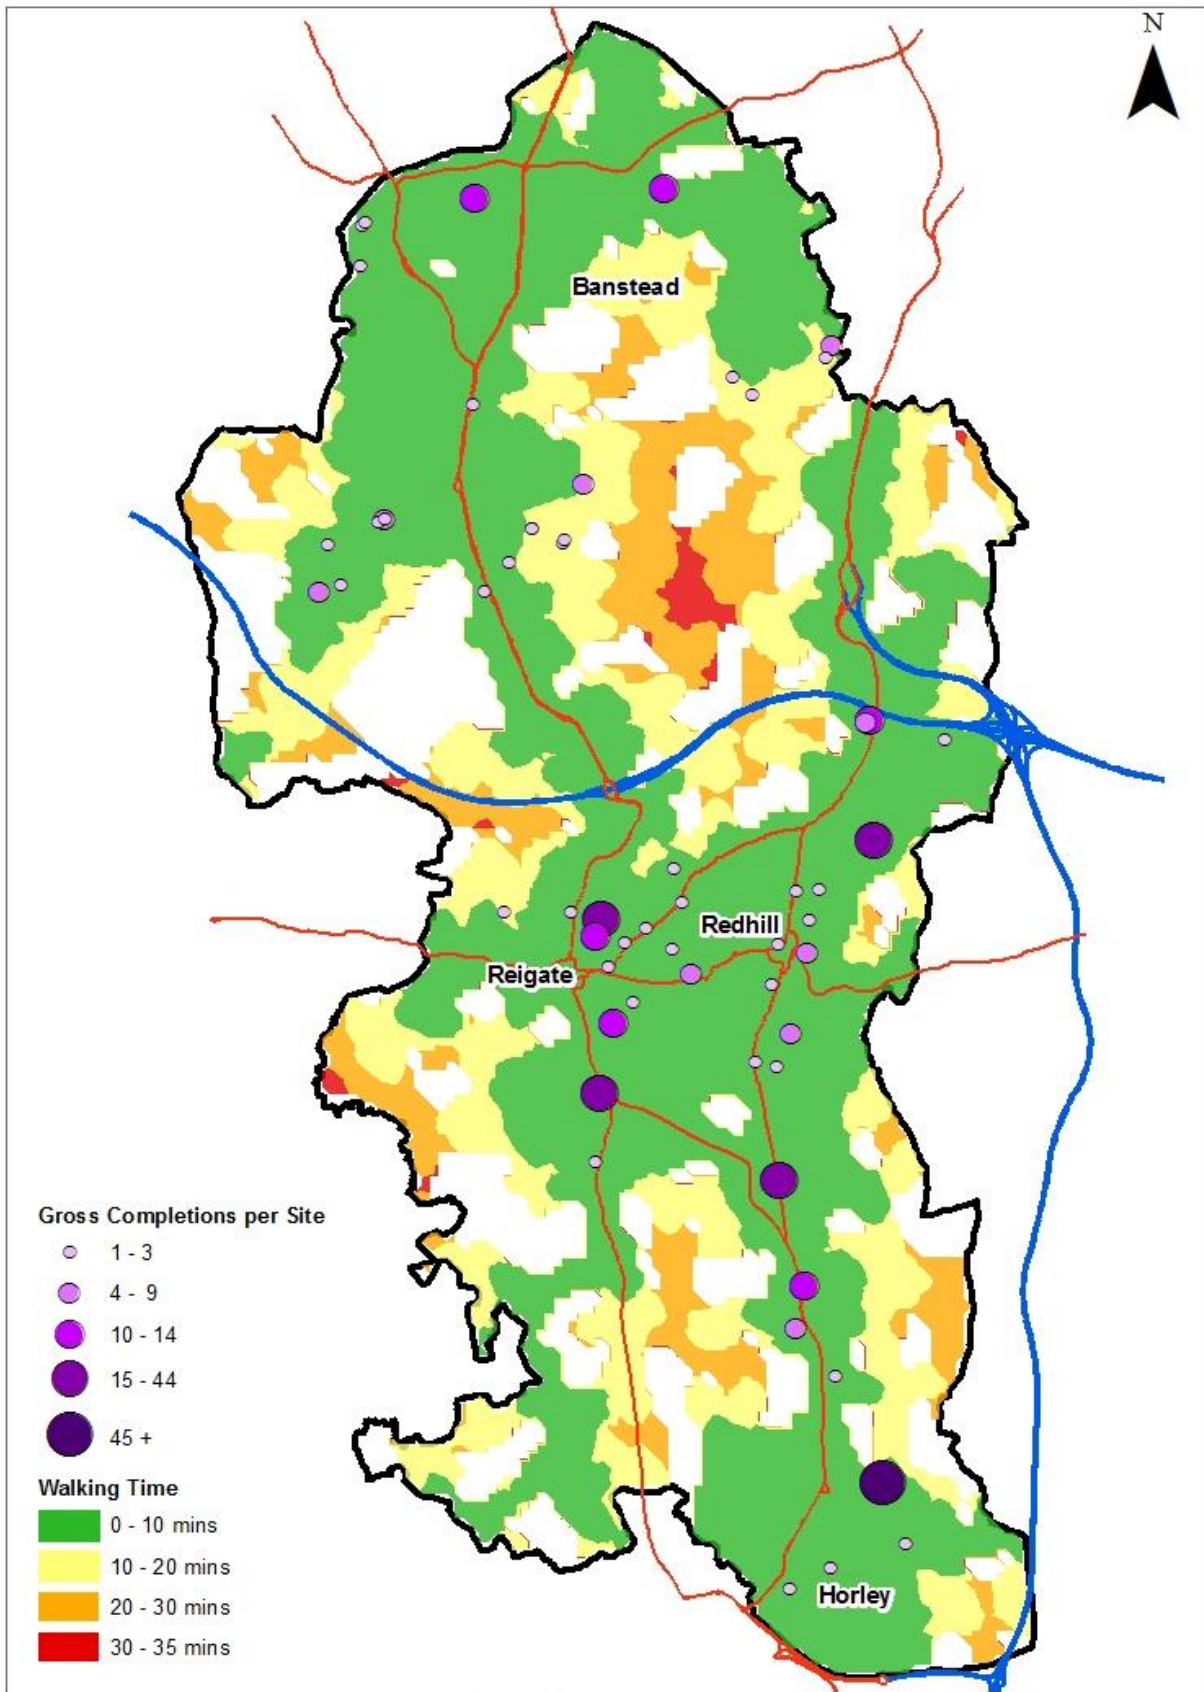 N
Banstead
Redhill
Reigate
Horley
Gross Completions per Site
1 - 3
4 - 9
10 - 14
15 - 44
45 +
Walking Time
0 - 10 mins
10 - 20 mins
20 - 30 mins
30 - 35 mins